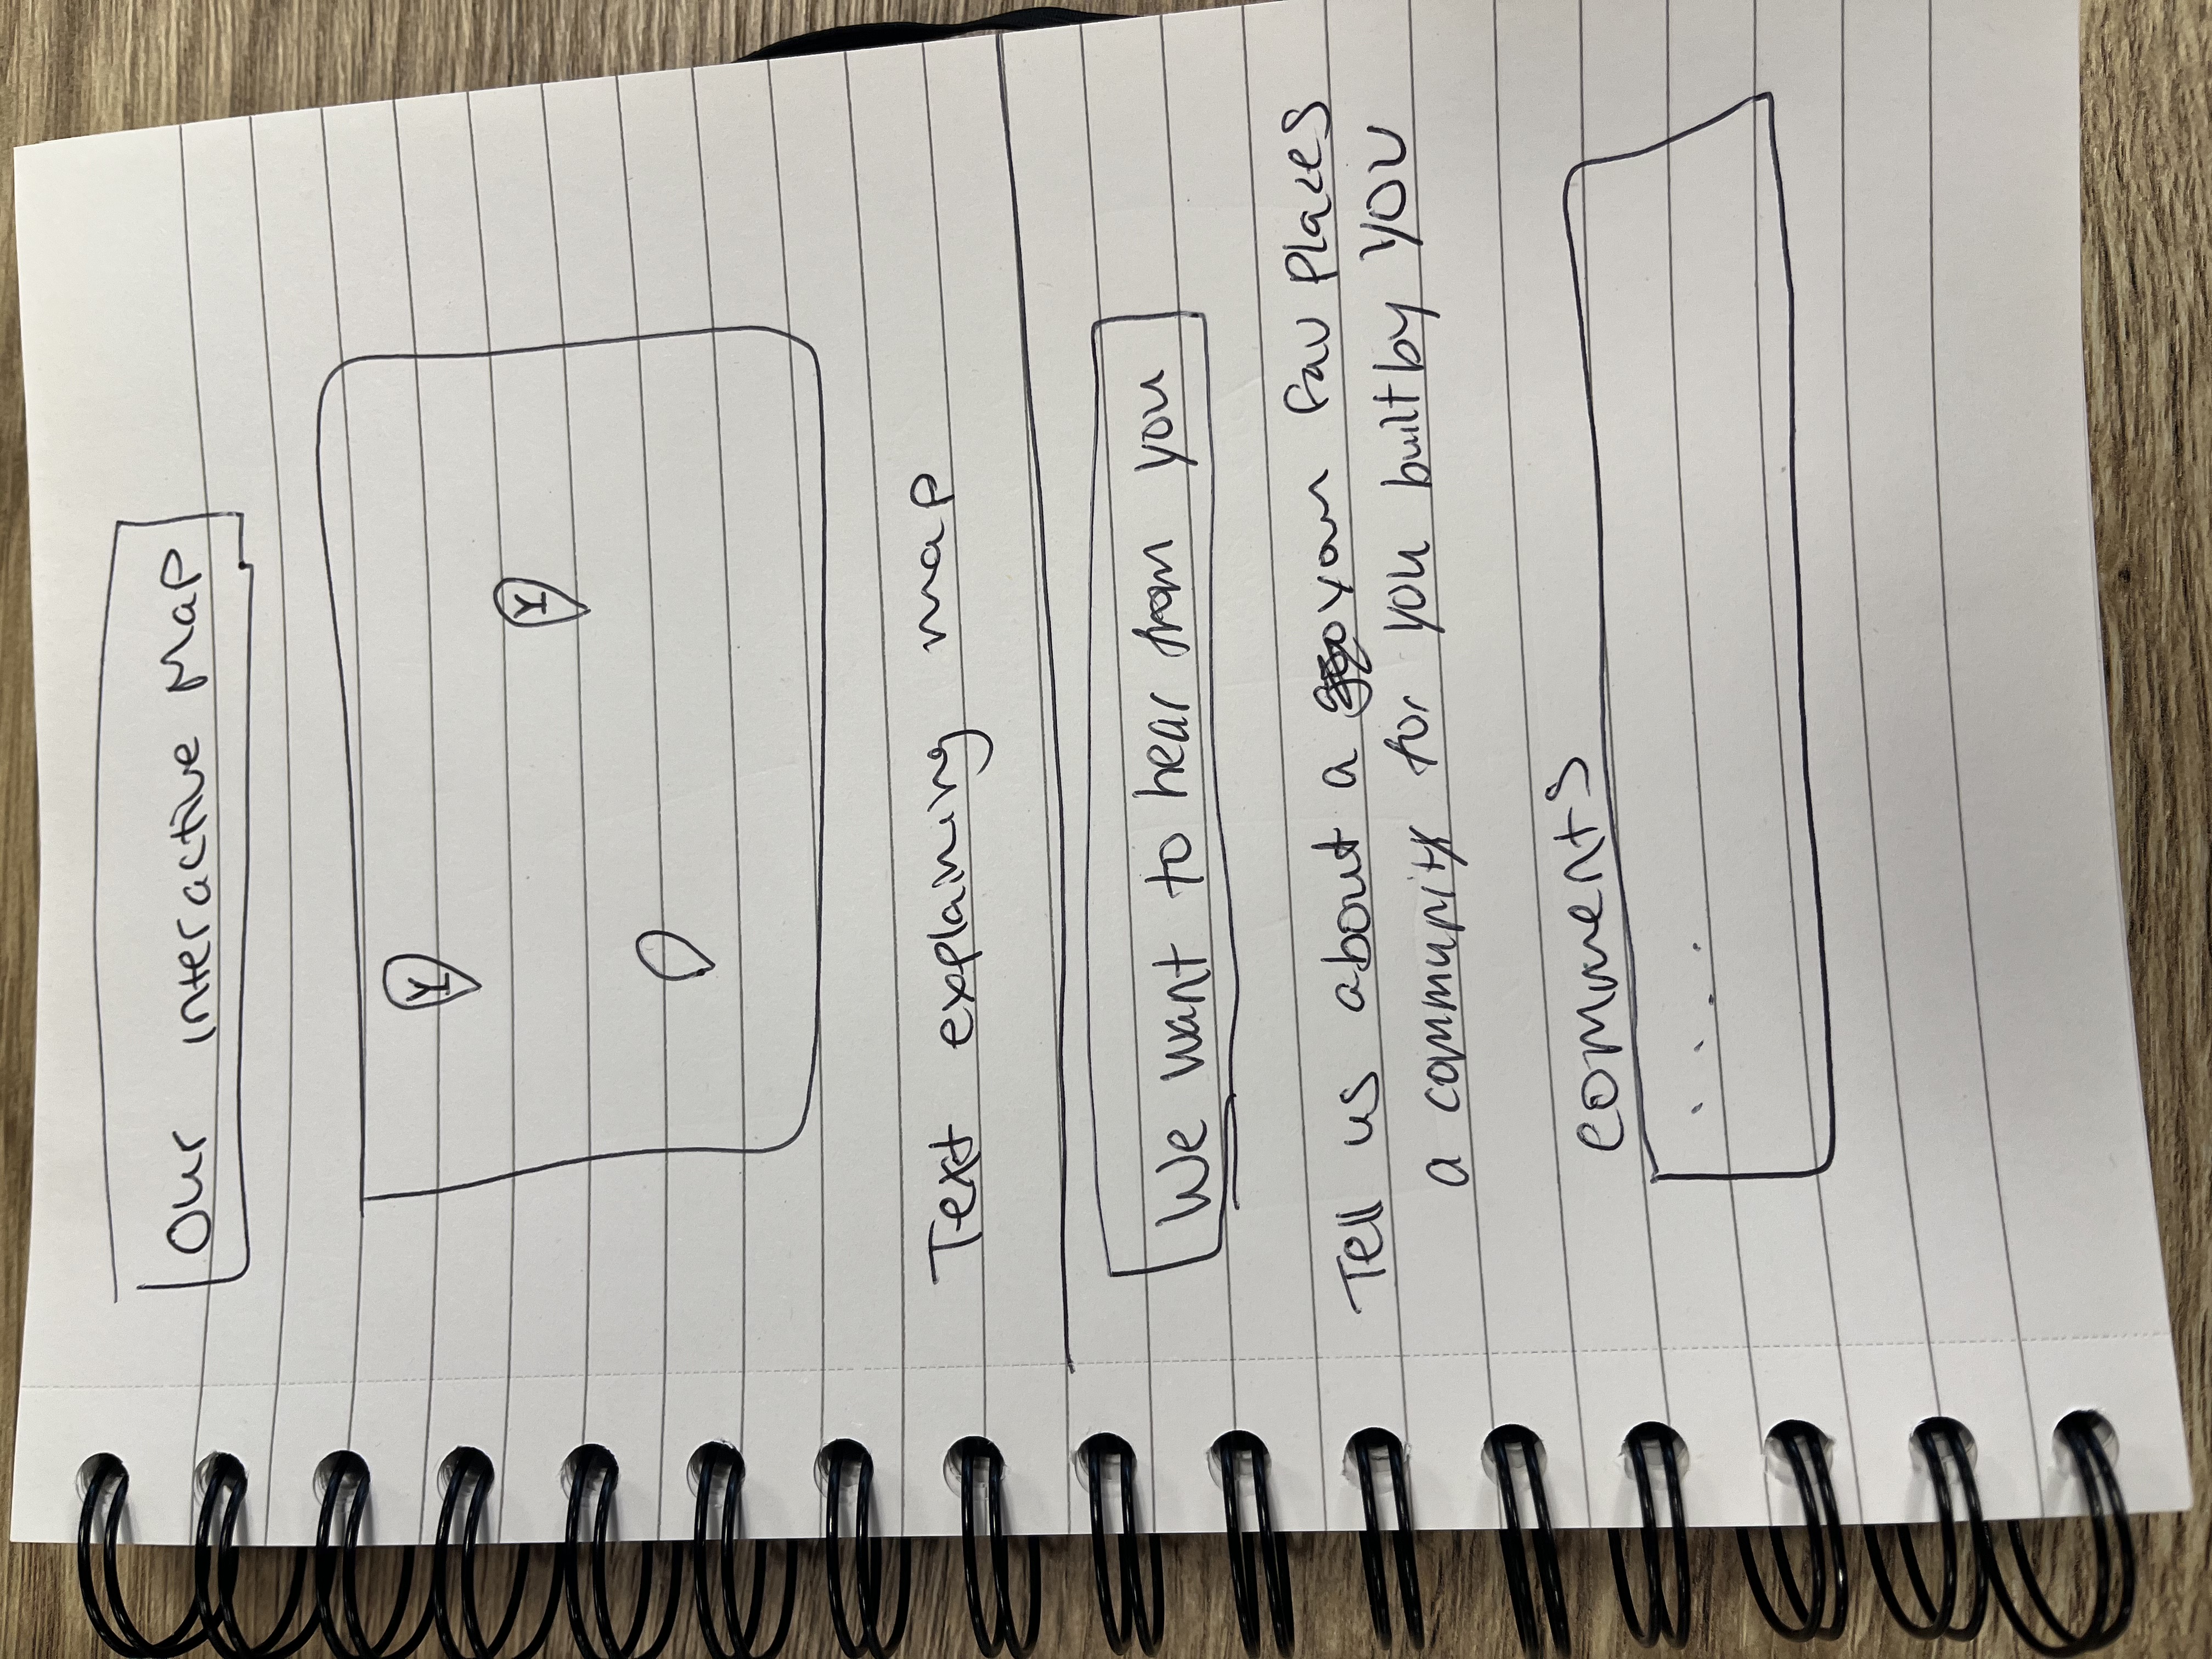 Our interactive Map
Y
Y
Text explaining map
We want to hear from you
Tell us about a your fav places
a community for you built by YOU
comments
....